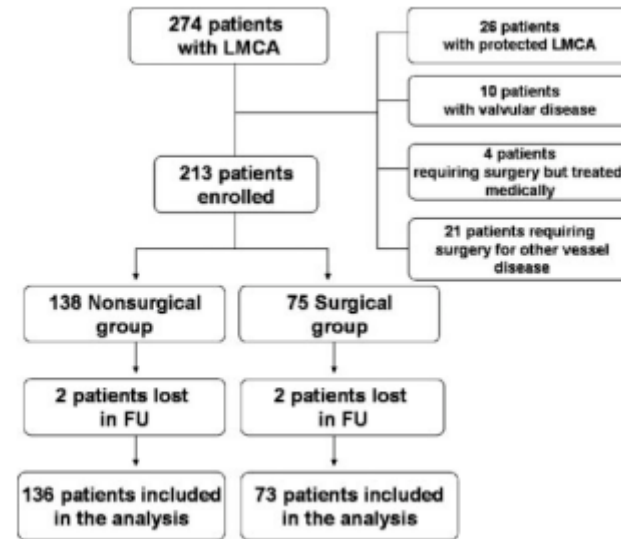 274 patients
with LMCA
26 patients
with protected LMCA
10 patients
with valvular disease
4 patients
requiring surgery but treated
medically
21 patients requiring
surgery for other vessel
disease
213 patients
enrolled
138 Nonsurgical
group
75 Surgical
group
2 patients lost
in FU
2 patients lost
in FU
136 patients included
in the analysis
73 patients included
in the analysis